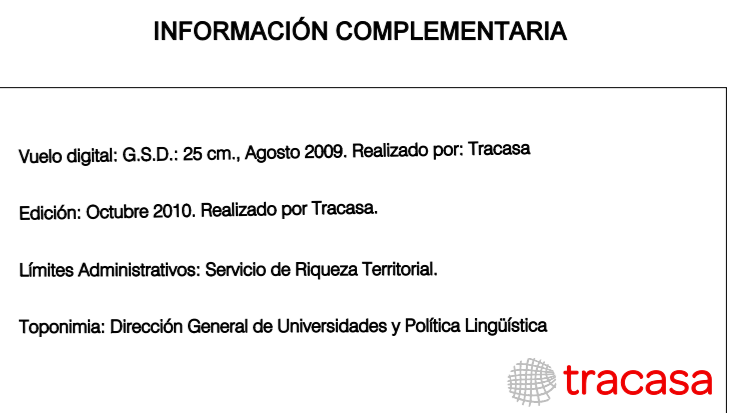 INFORMACIÓN COMPLEMENTARIA
Vuelo digital: G.S.D.: 25 cm., Agosto 2009. Realizado por: Tracasa
Edición: Octubre 2010. Realizado por Tracasa.
Límites Administrativos: Servicio de Riqueza Territorial.
Toponimia: Dirección General de Universidades y Política Lingüística
tracasa